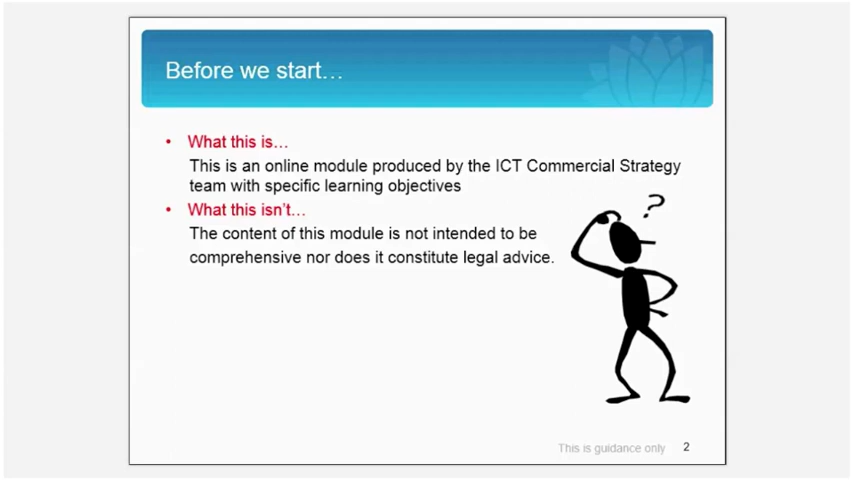 Before we start…
• What this is…
This is an online module produced by the ICT Commercial Strategy
team with specific learning objectives
• What this isn't…
The content of this module is not intended to be
comprehensive nor does it constitute legal advice.
?
This is guidance only 2